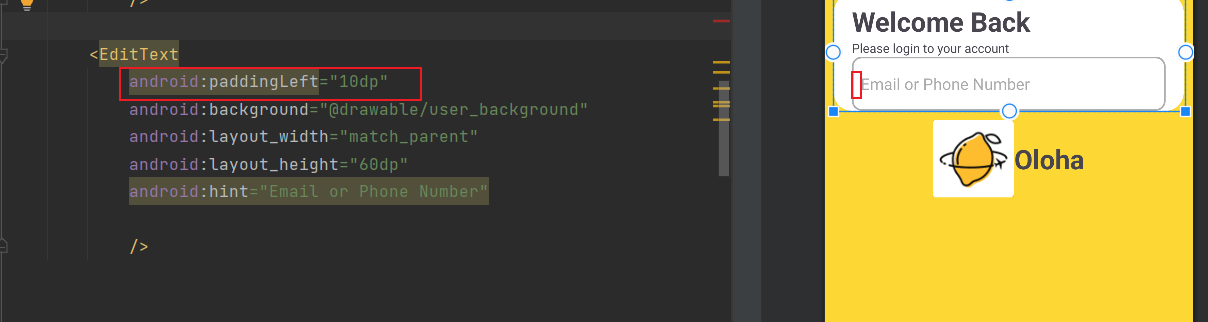 />
<EditText
android:paddingLeft="10dp"
android:background="@drawable/user_background"
android:layout_width="match_parent"
android:layout_height="60dp"
android:hint="Email or Phone Number"
/>
Welcome Back
Please login to your account
Email or Phone Number
Oloha